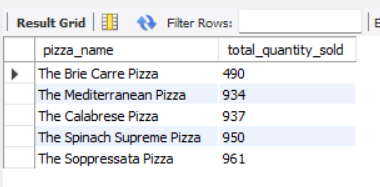 Result Grid Filter Rows: E
pizza_name total_quantity_sold
The Brie Carre Pizza 490
The Mediterranean Pizza 934
The Calabrese Pizza 937
The Spinach Supreme Pizza 950
The Soppressata Pizza 961